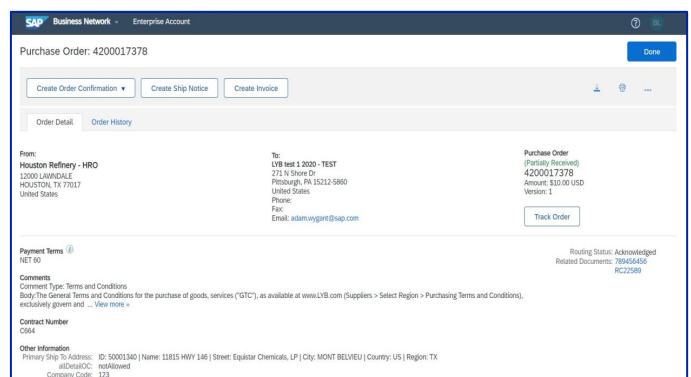 SAP Business Network Enterprise Account BL
Purchase Order: 4200017378
Done
Create Order Confirmation Create Ship Notice Create Invoice
Order Detail Order History
From:
Houston Refinery - HRO
12000 LAWNDALE
HOUSTON, TX 77017
United States
To:
LYB test 1 2020 - TEST
271 N Shore Dr
Pittsburgh, PA 15212-5860
United States
Phone:
Fax:
Email: adam.wygant@sap.com
Purchase Order
(Partially Received)
4200017378
Amount: $10.00 USD
Version: 1
Track Order
Payment Terms
NET 60
Routing Status: Acknowledged
Related Documents: 789456456
RC22589
Comments
Comment Type: Terms and Conditions
Body:The General Terms and Conditions for the purchase of goods, services ("GTC"), as available at www.LYB.com (Suppliers > Select Region > Purchasing Terms and Conditions),
exclusively govern and ... View more »
Contract Number
C664
Other Information
Primary Ship To Address: ID: 50001340 | Name: 11815 HWY 146 | Street: Equistar Chemicals, LP | City: MONT BELVIEU | Country: US | Region: TX
allDetailOC: notAllowed
Company Code: 123